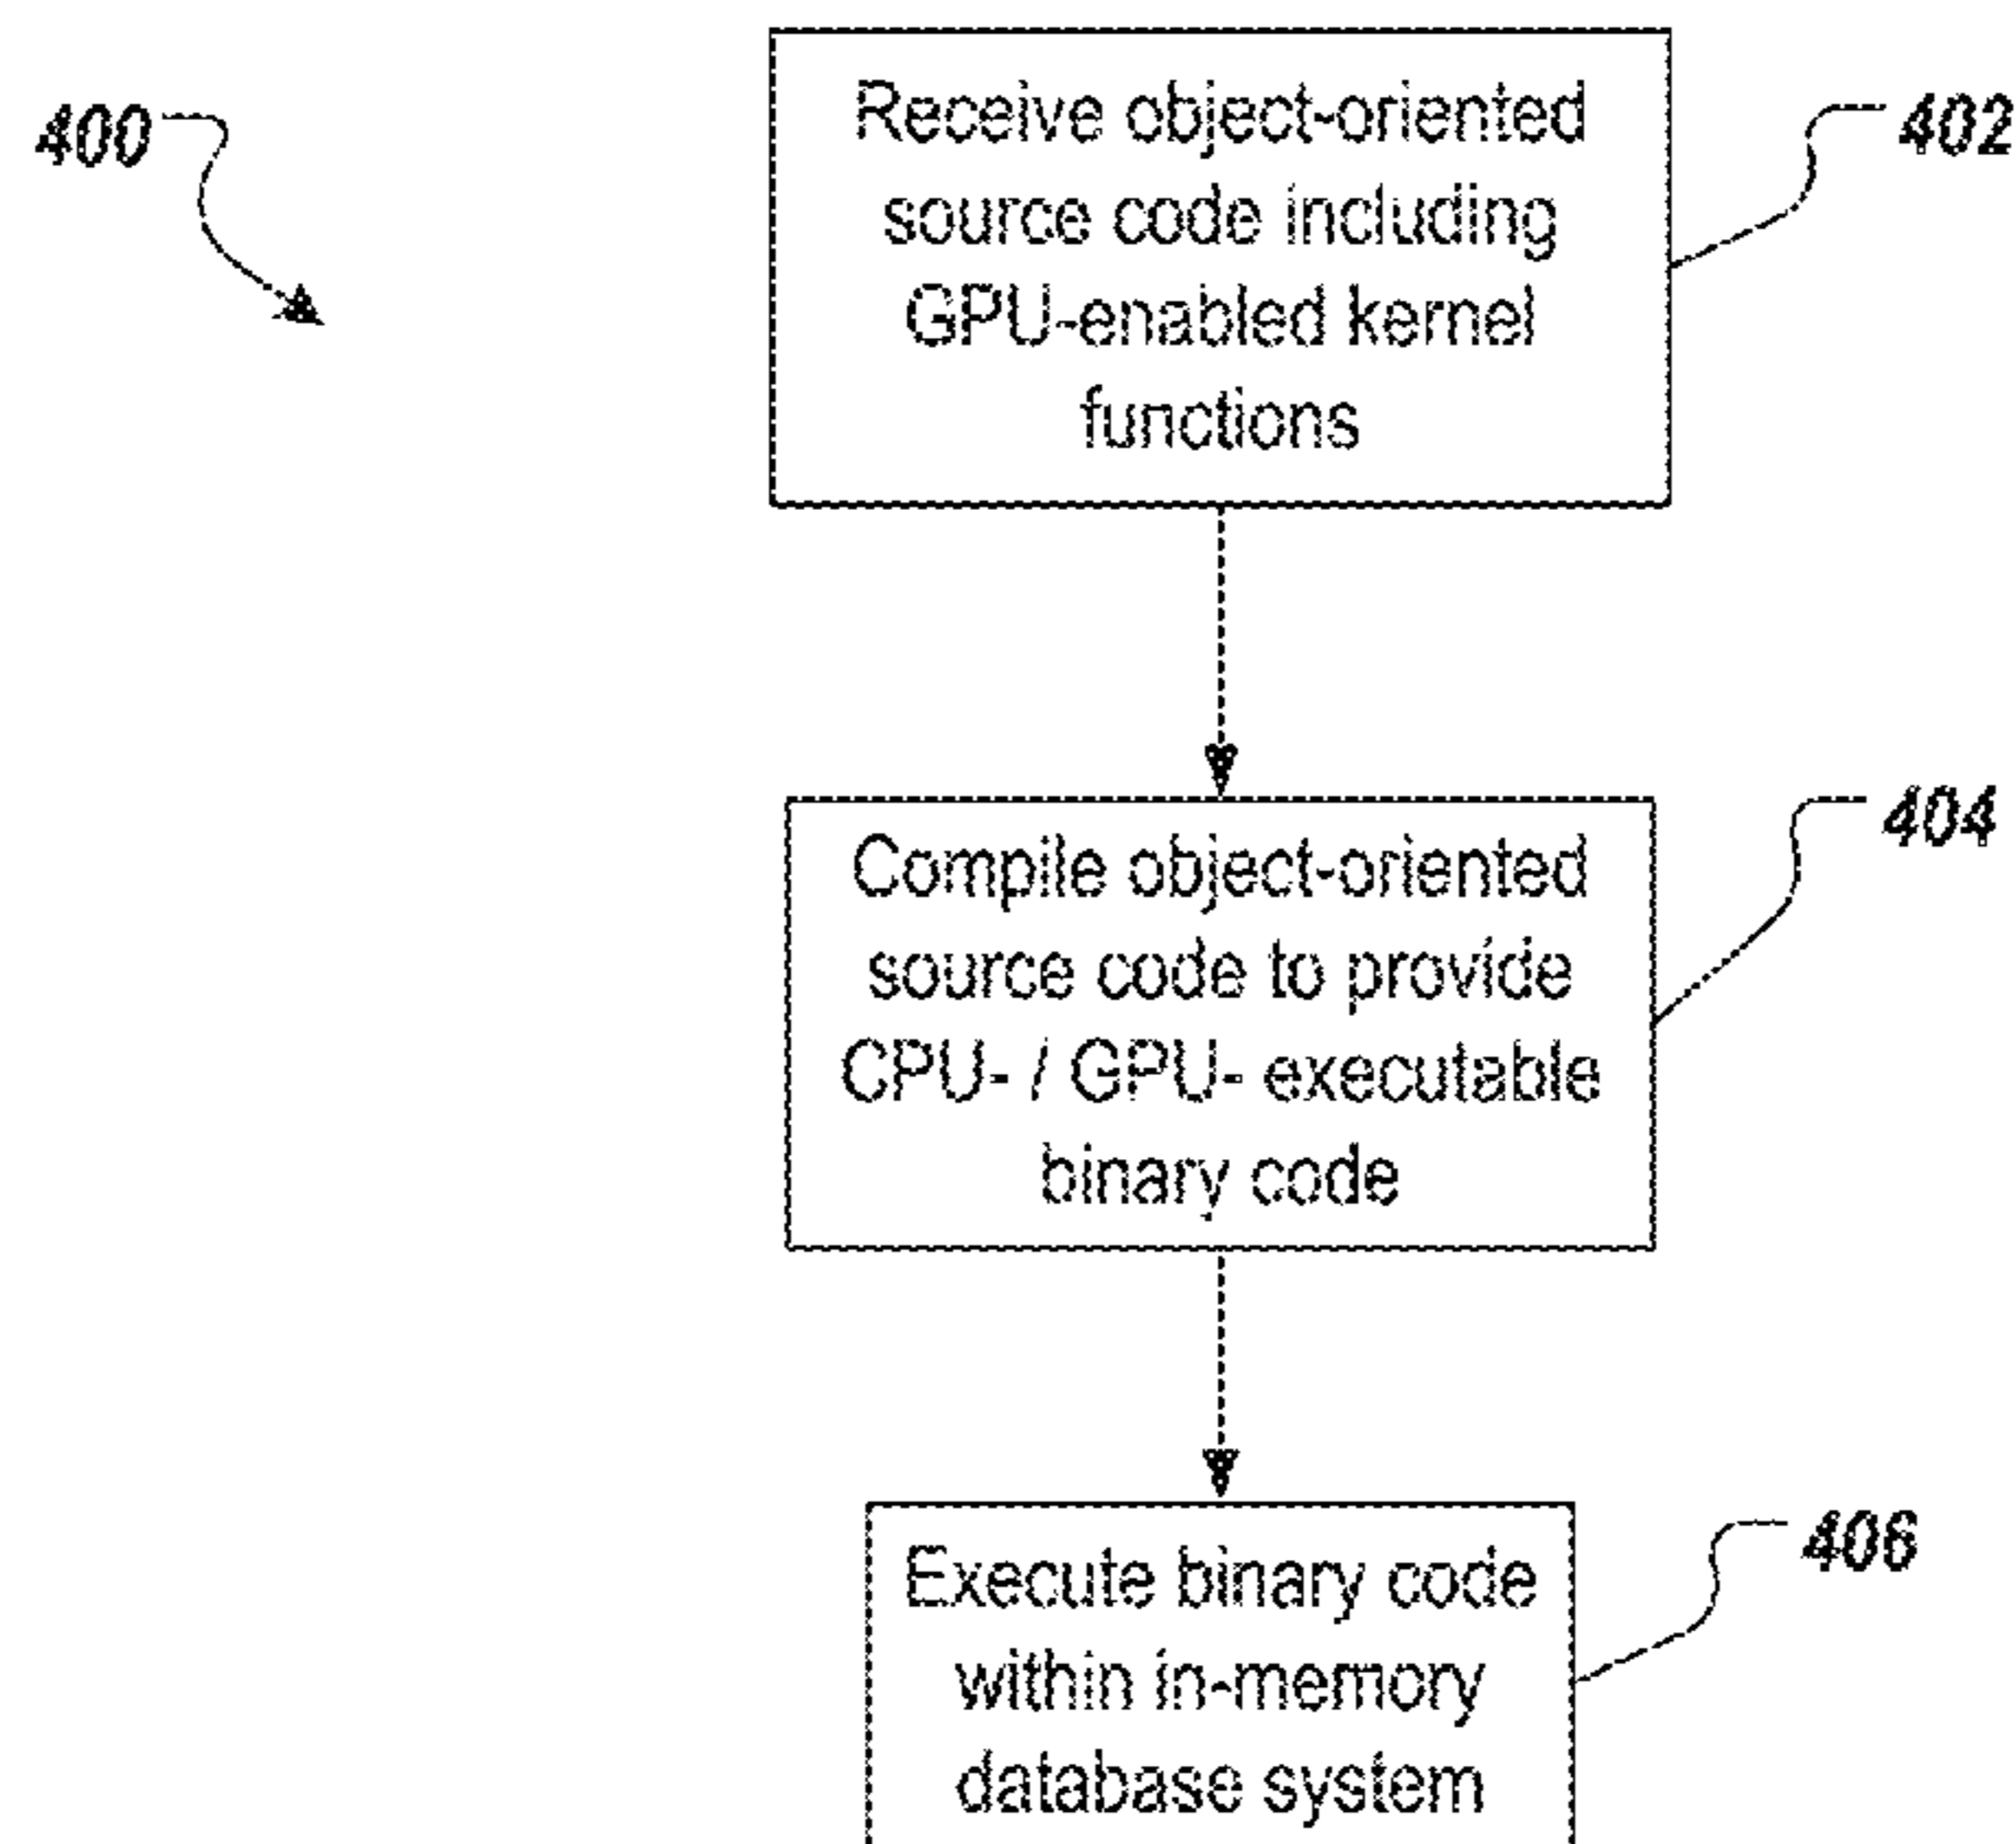 400
Receive object-oriented
source code including
GPU-enabled kernel
functions
402
Compile object-oriented
source code to provide
CPU- / GPU- executable
binary code
404
Execute binary code
within in-memory
database system
406